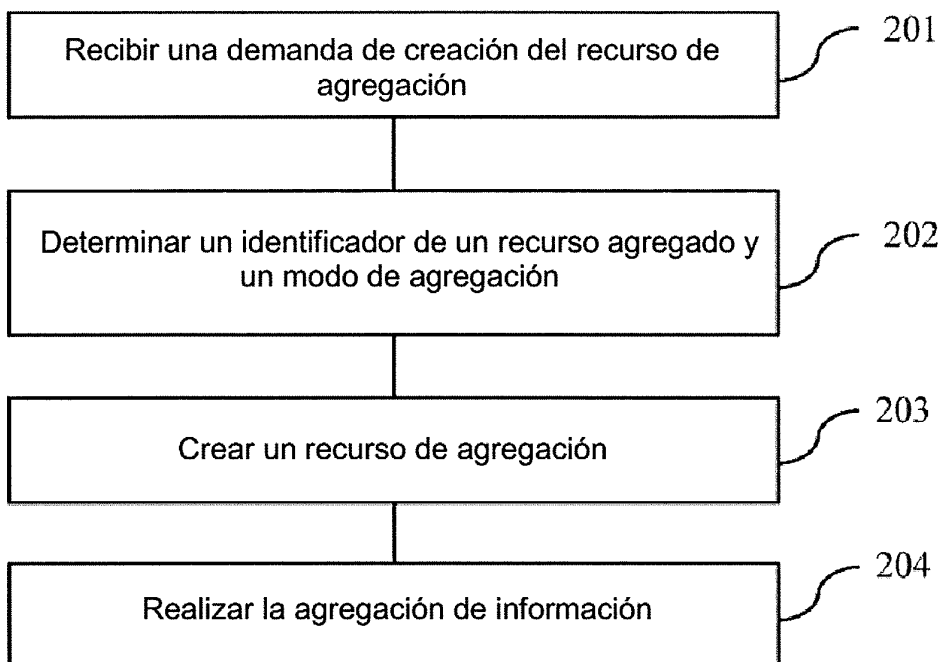 Recibir una demanda de creación del recurso de
agregación
201
Determinar un identificador de un recurso agregado y
un modo de agregación
202
Crear un recurso de agregación
203
Realizar la agregación de información
204